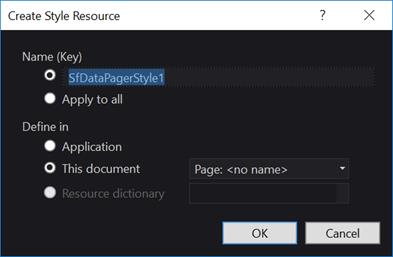 Create Style Resource
Name (Key)
SfDataPagerStyle1
Apply to all
Define in
Application
This document Page: <no name>
Resource dictionary
OK Cancel